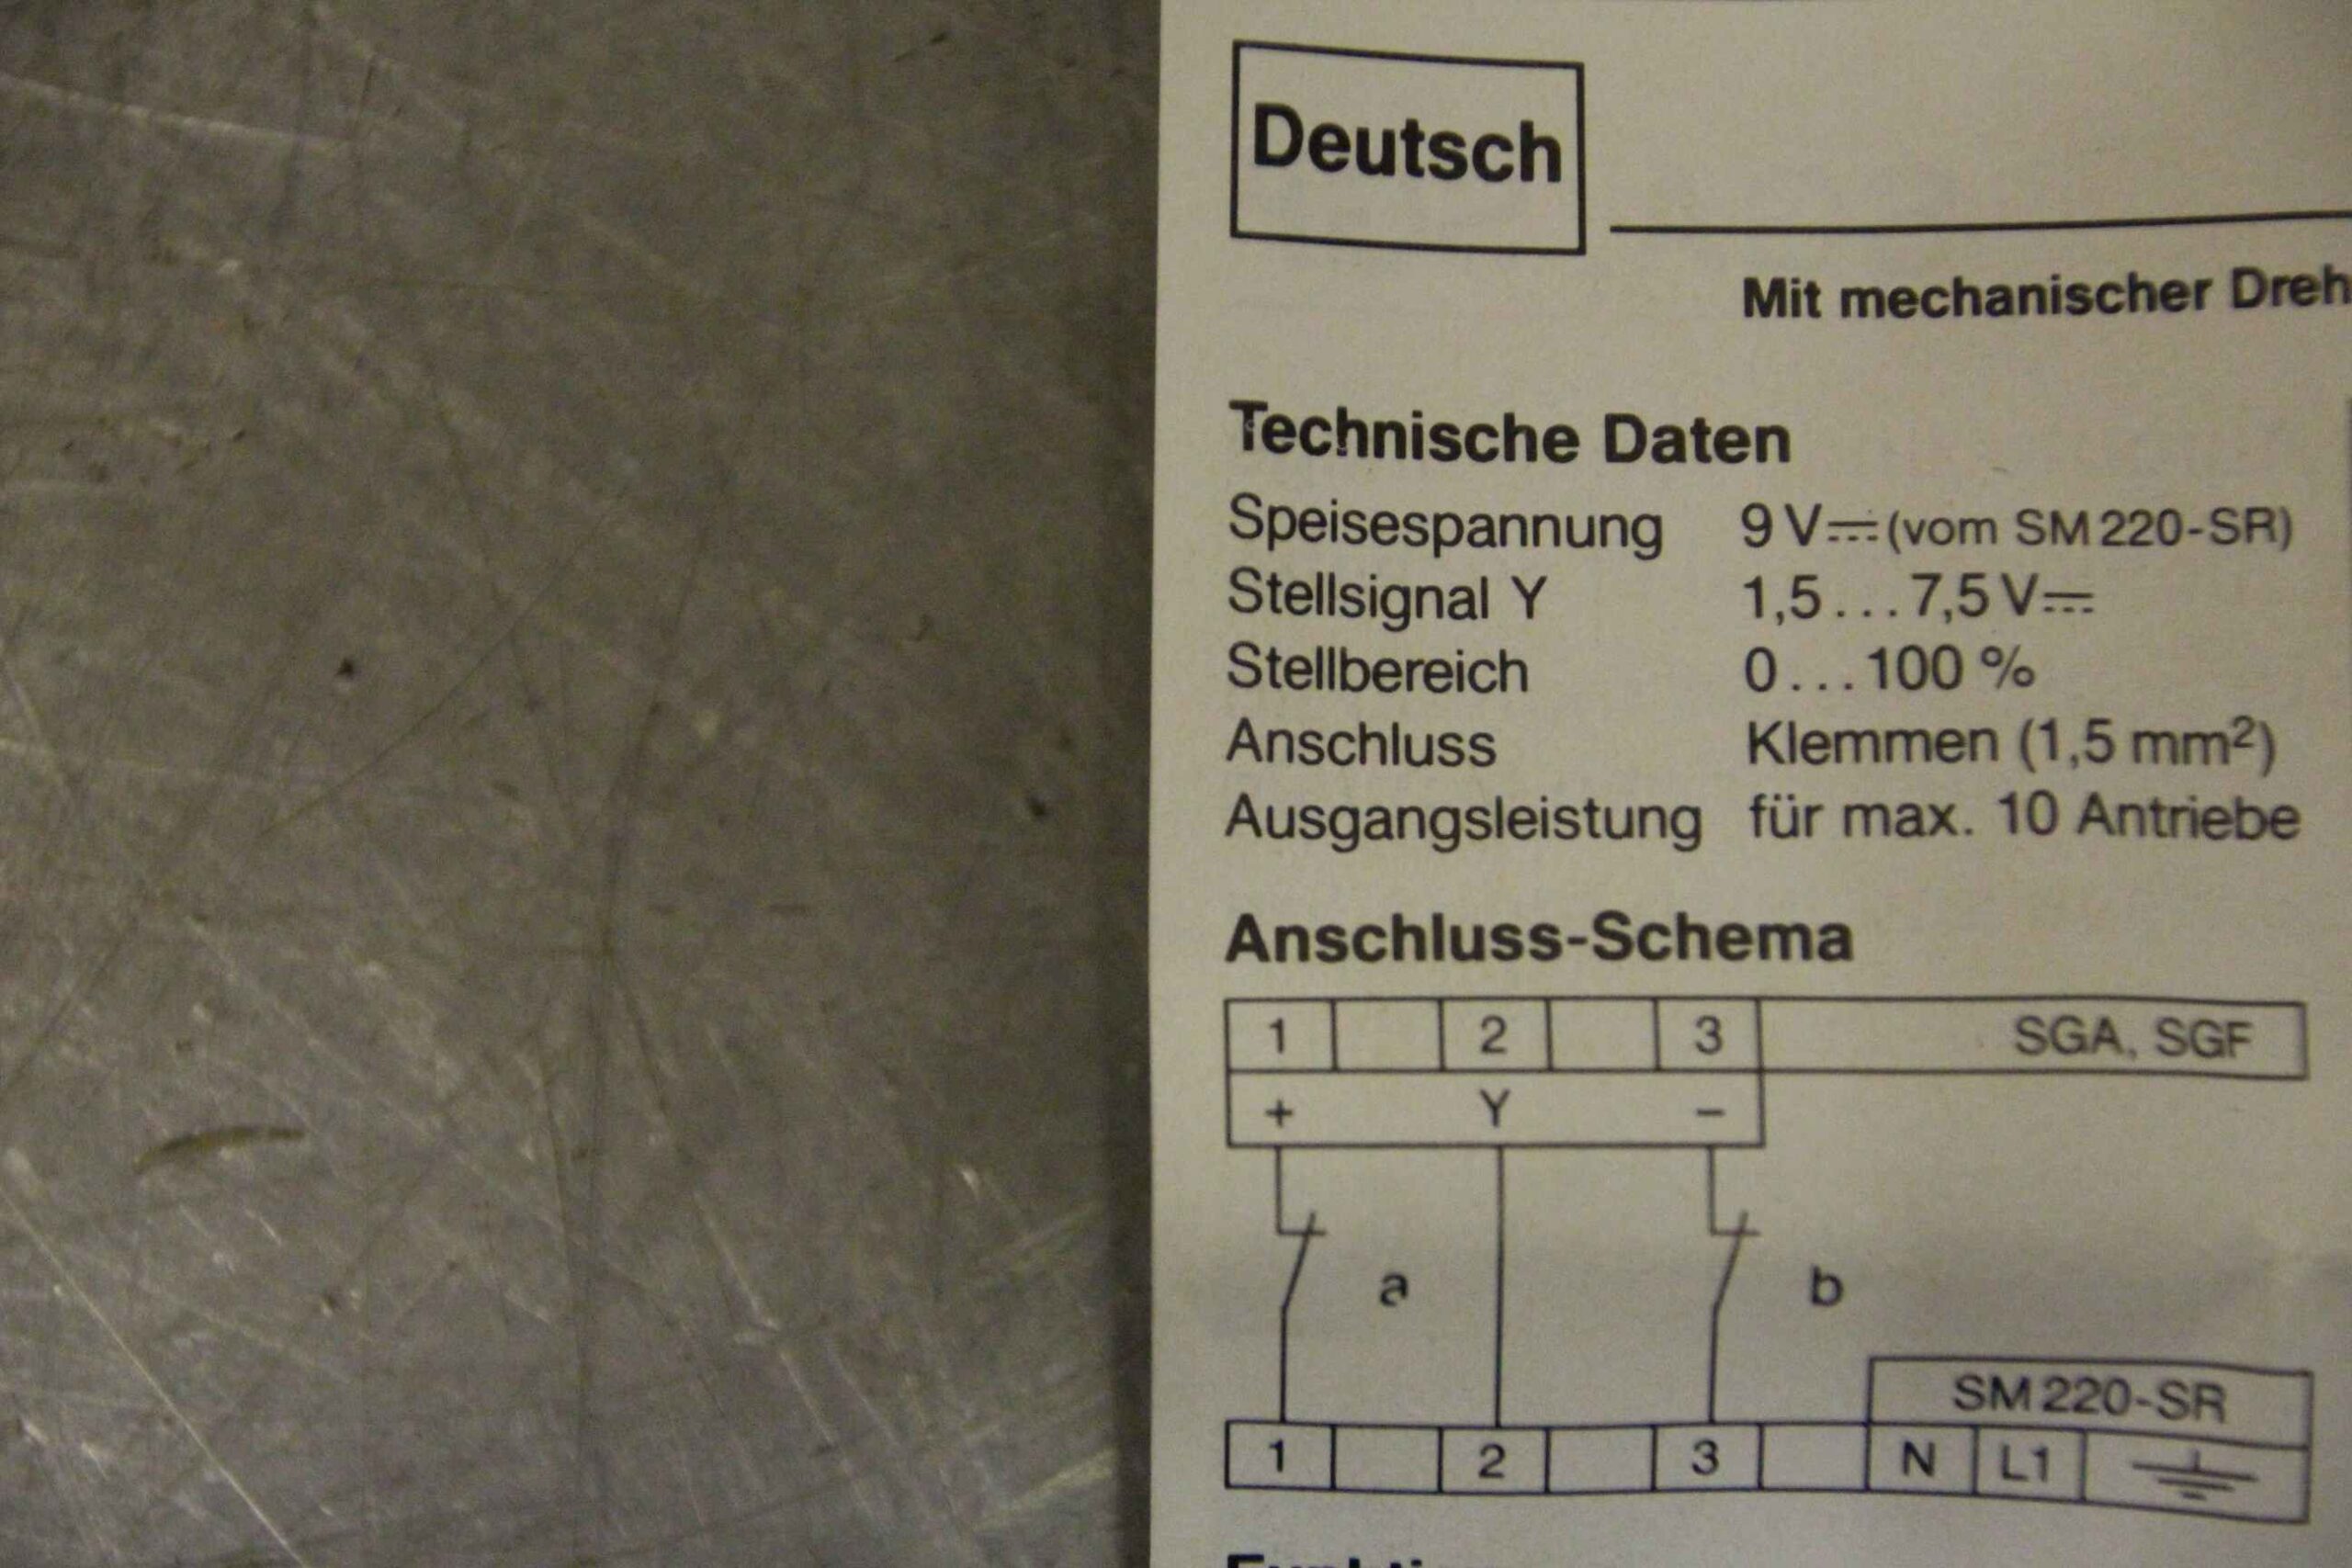 Deutsch
Mit mechanischer Dreh
Technische Daten
Speisespannung 9 V⎓ (vom SM 220-SR)
Stellsignal Y 1,5...7,5 V⎓
Stellbereich 0...100 %
Anschluss Klemmen (1,5 mm²)
Ausgangsleistung für max. 10 Antriebe
Anschluss-Schema
1 2 3 SGA, SGF
+ Y –
a b
SM 220-SR
1 2 3 N L1